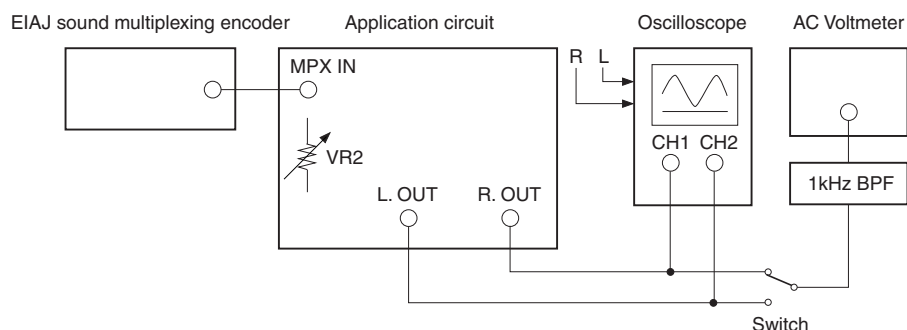 EIAJ sound multiplexing encoder
Application circuit
Oscilloscope
AC Voltmeter
MPX IN
R L
VR2
CH1 CH2
1kHz BPF
L. OUT
R. OUT
Switch